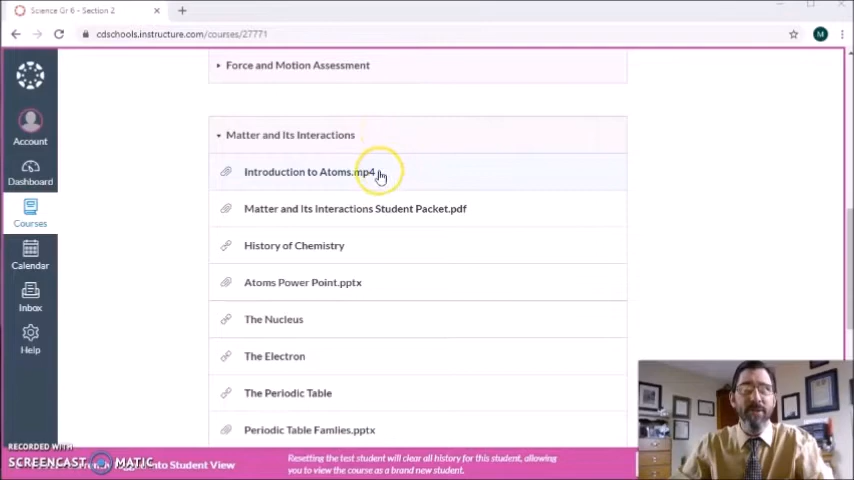 Science Gr 6 - Section 2
cdschools.instructure.com/courses/27771
M
Force and Motion Assessment
Account
Dashboard
Courses
Calendar
Inbox
Help
Matter and Its Interactions
Introduction to Atoms.mp4
Matter and Its Interactions Student Packet.pdf
History of Chemistry
Atoms Power Point.pptx
The Nucleus
The Electron
The Periodic Table
Periodic Table Famlies.pptx
RECORDED WITH
SCREENCAST MATIC
into Student View
Resetting the test student will clear all history for this student, allowing
you to view the course as a brand new student.